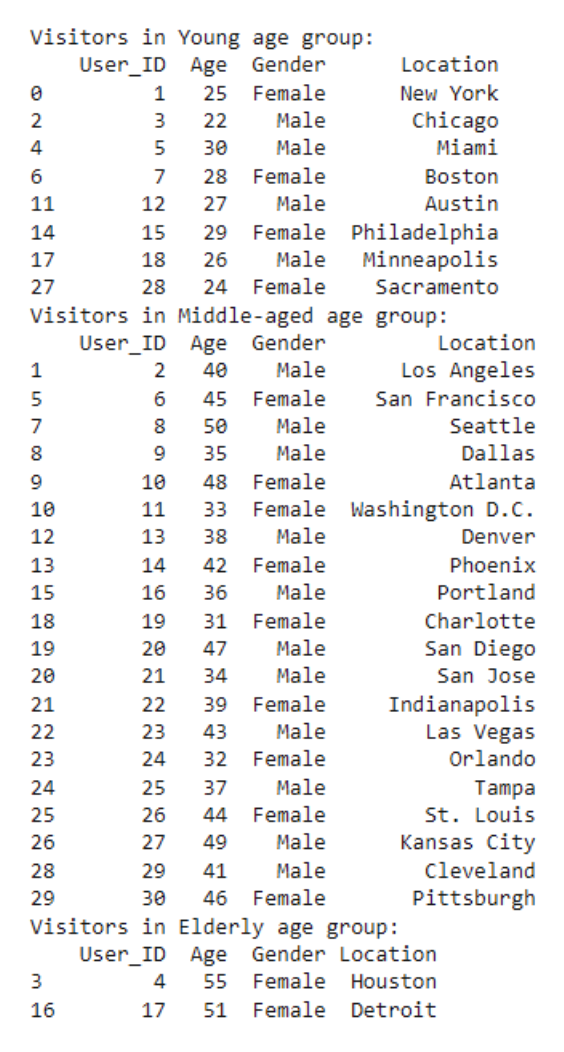 Visitors in Young age group:
    User_ID  Age  Gender      Location
0         1   25  Female      New York
2         3   22    Male       Chicago
4         5   30    Male         Miami
6         7   28  Female        Boston
11       12   27    Male        Austin
14       15   29  Female  Philadelphia
17       18   26    Male   Minneapolis
27       28   24  Female    Sacramento
Visitors in Middle-aged age group:
    User_ID  Age  Gender         Location
1         2   40    Male      Los Angeles
5         6   45  Female    San Francisco
7         8   50    Male          Seattle
8         9   35    Male           Dallas
9        10   48  Female          Atlanta
10       11   33  Female  Washington D.C.
12       13   38    Male           Denver
13       14   42  Female          Phoenix
15       16   36    Male         Portland
18       19   31  Female        Charlotte
19       20   47    Male        San Diego
20       21   34    Male         San Jose
21       22   39  Female     Indianapolis
22       23   43    Male        Las Vegas
23       24   32  Female          Orlando
24       25   37    Male            Tampa
25       26   44  Female        St. Louis
26       27   49    Male      Kansas City
28       29   41    Male        Cleveland
29       30   46  Female       Pittsburgh
Visitors in Elderly age group:
    User_ID  Age  Gender Location
3         4   55  Female  Houston
16       17   51  Female  Detroit